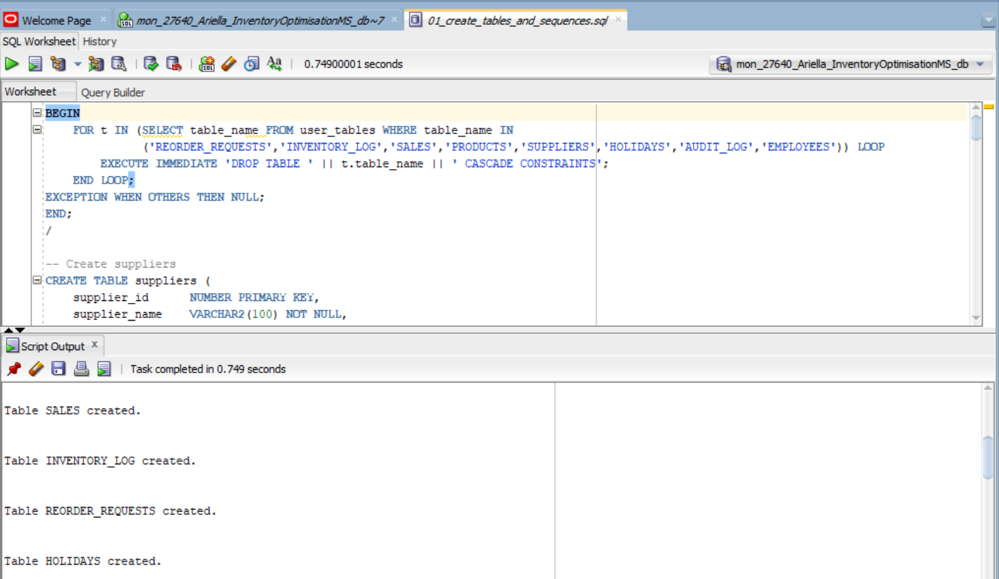 Welcome Page
mon_27640_Ariella_InventoryOptimisationMS_db~7
01_create_tables_and_sequences.sql
SQL Worksheet History
0.74900001 seconds
mon_27640_Ariella_InventoryOptimisationMS_db
Worksheet Query Builder
BEGIN
FOR t IN (SELECT table_name FROM user_tables WHERE table_name IN
('REORDER_REQUESTS','INVENTORY_LOG','SALES','PRODUCTS','SUPPLIERS','HOLIDAYS','AUDIT_LOG','EMPLOYEES')) LOOP
EXECUTE IMMEDIATE 'DROP TABLE ' || t.table_name || ' CASCADE CONSTRAINTS';
END LOOP;
EXCEPTION WHEN OTHERS THEN NULL;
END;
/
-- Create suppliers
CREATE TABLE suppliers (
supplier_id NUMBER PRIMARY KEY,
supplier_name VARCHAR2(100) NOT NULL,
Script Output x
Task completed in 0.749 seconds
Table SALES created.
Table INVENTORY_LOG created.
Table REORDER_REQUESTS created.
Table HOLIDAYS created.